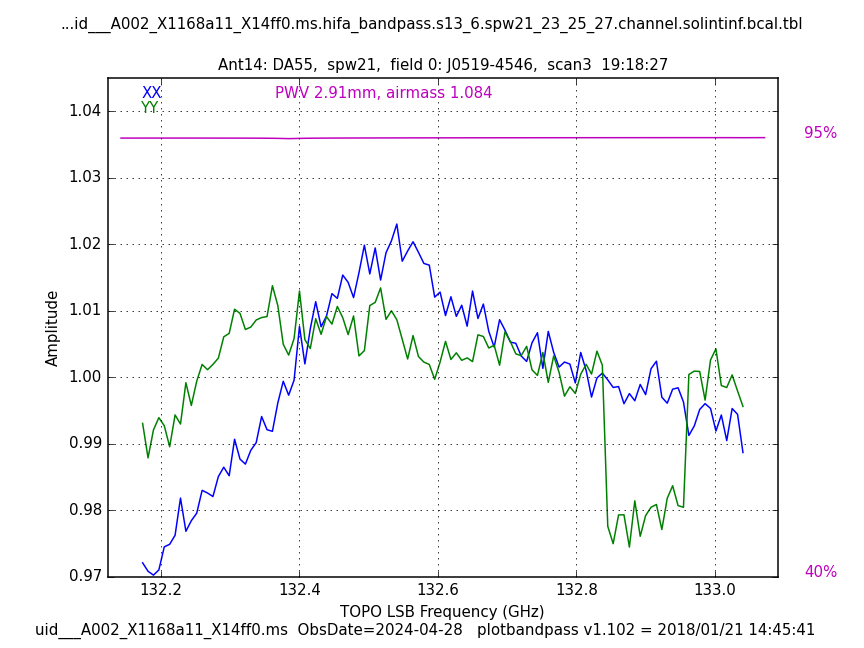 ...id___A002_X1168a11_X14ff0.ms.hifa_bandpass.s13_6.spw21_23_25_27.channel.solintinf.bcal.tbl
Ant14: DA55,  spw21,  field 0: J0519-4546,  scan3  19:18:27
XX
PWV 2.91mm, airmass 1.084
YY
1.04
95%
1.03
1.02
1.01
Amplitude
1.00
0.99
0.98
0.97
40%
132.2 132.4 132.6 132.8 133.0
TOPO LSB Frequency (GHz)
uid___A002_X1168a11_X14ff0.ms  ObsDate=2024-04-28   plotbandpass v1.102 = 2018/01/21 14:45:41